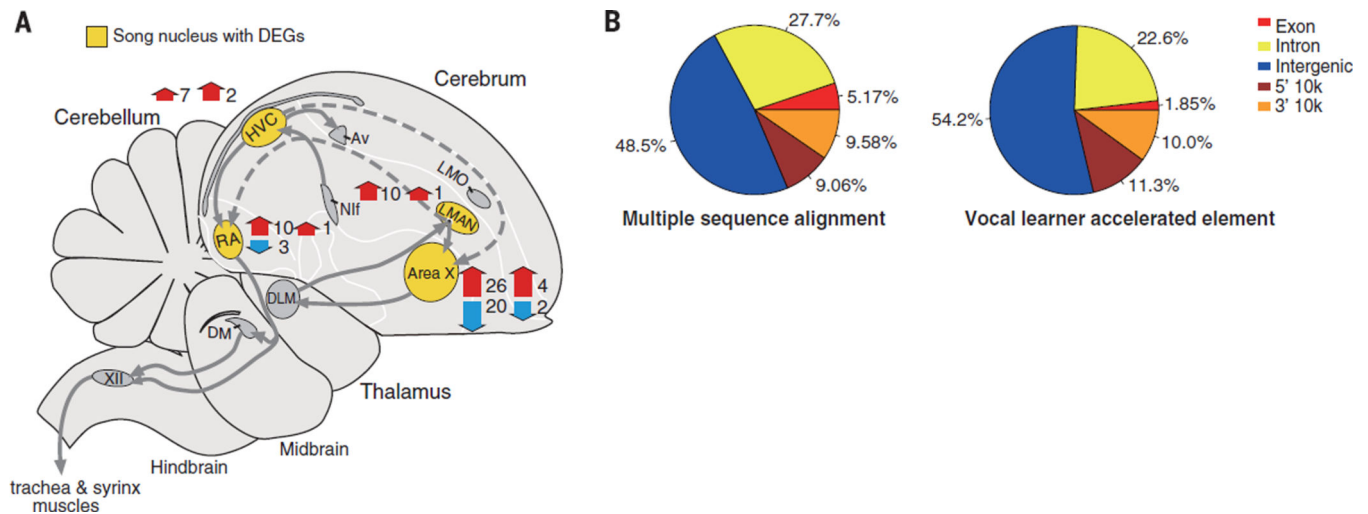 A
Song nucleus with DEGs
7 2
Cerebrum
Cerebellum
HVC
Av
LMO
NIf
10 1
LMAN
RA
10 1
3
Area X
26 4
20 2
DLM
DM
XII
Thalamus
Midbrain
Hindbrain
trachea & syrinx
muscles
B
27.7%
5.17%
9.58%
9.06%
48.5%
Multiple sequence alignment
22.6%
1.85%
10.0%
11.3%
54.2%
Vocal learner accelerated element
Exon
Intron
Intergenic
5' 10k
3' 10k